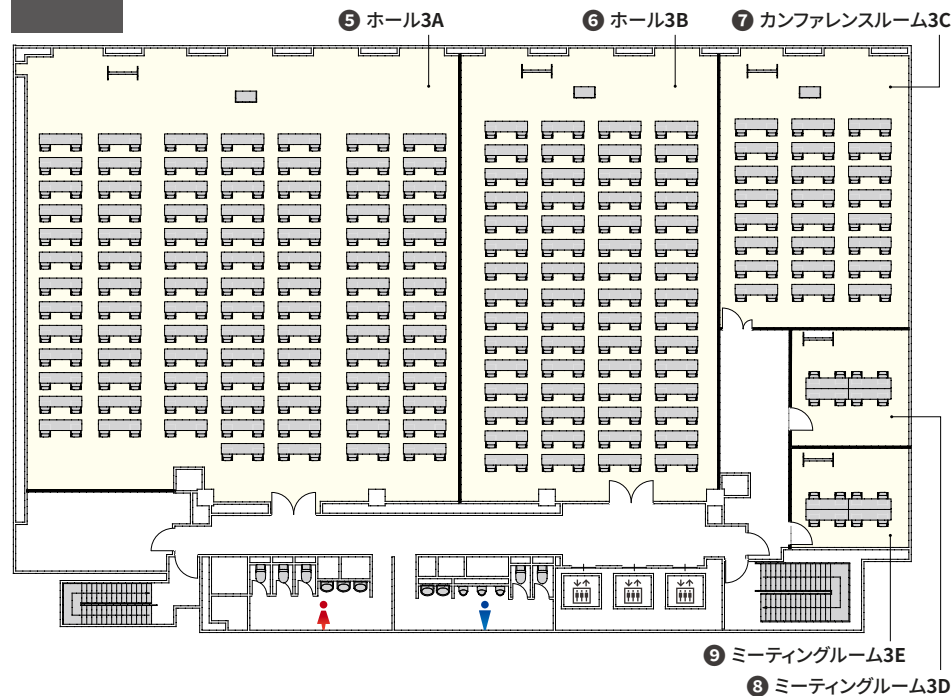 ❺ ホール3A
❻ ホール3B
❼ カンファレンスルーム3C
❾ ミーティングルーム3E
❽ ミーティングルーム3D